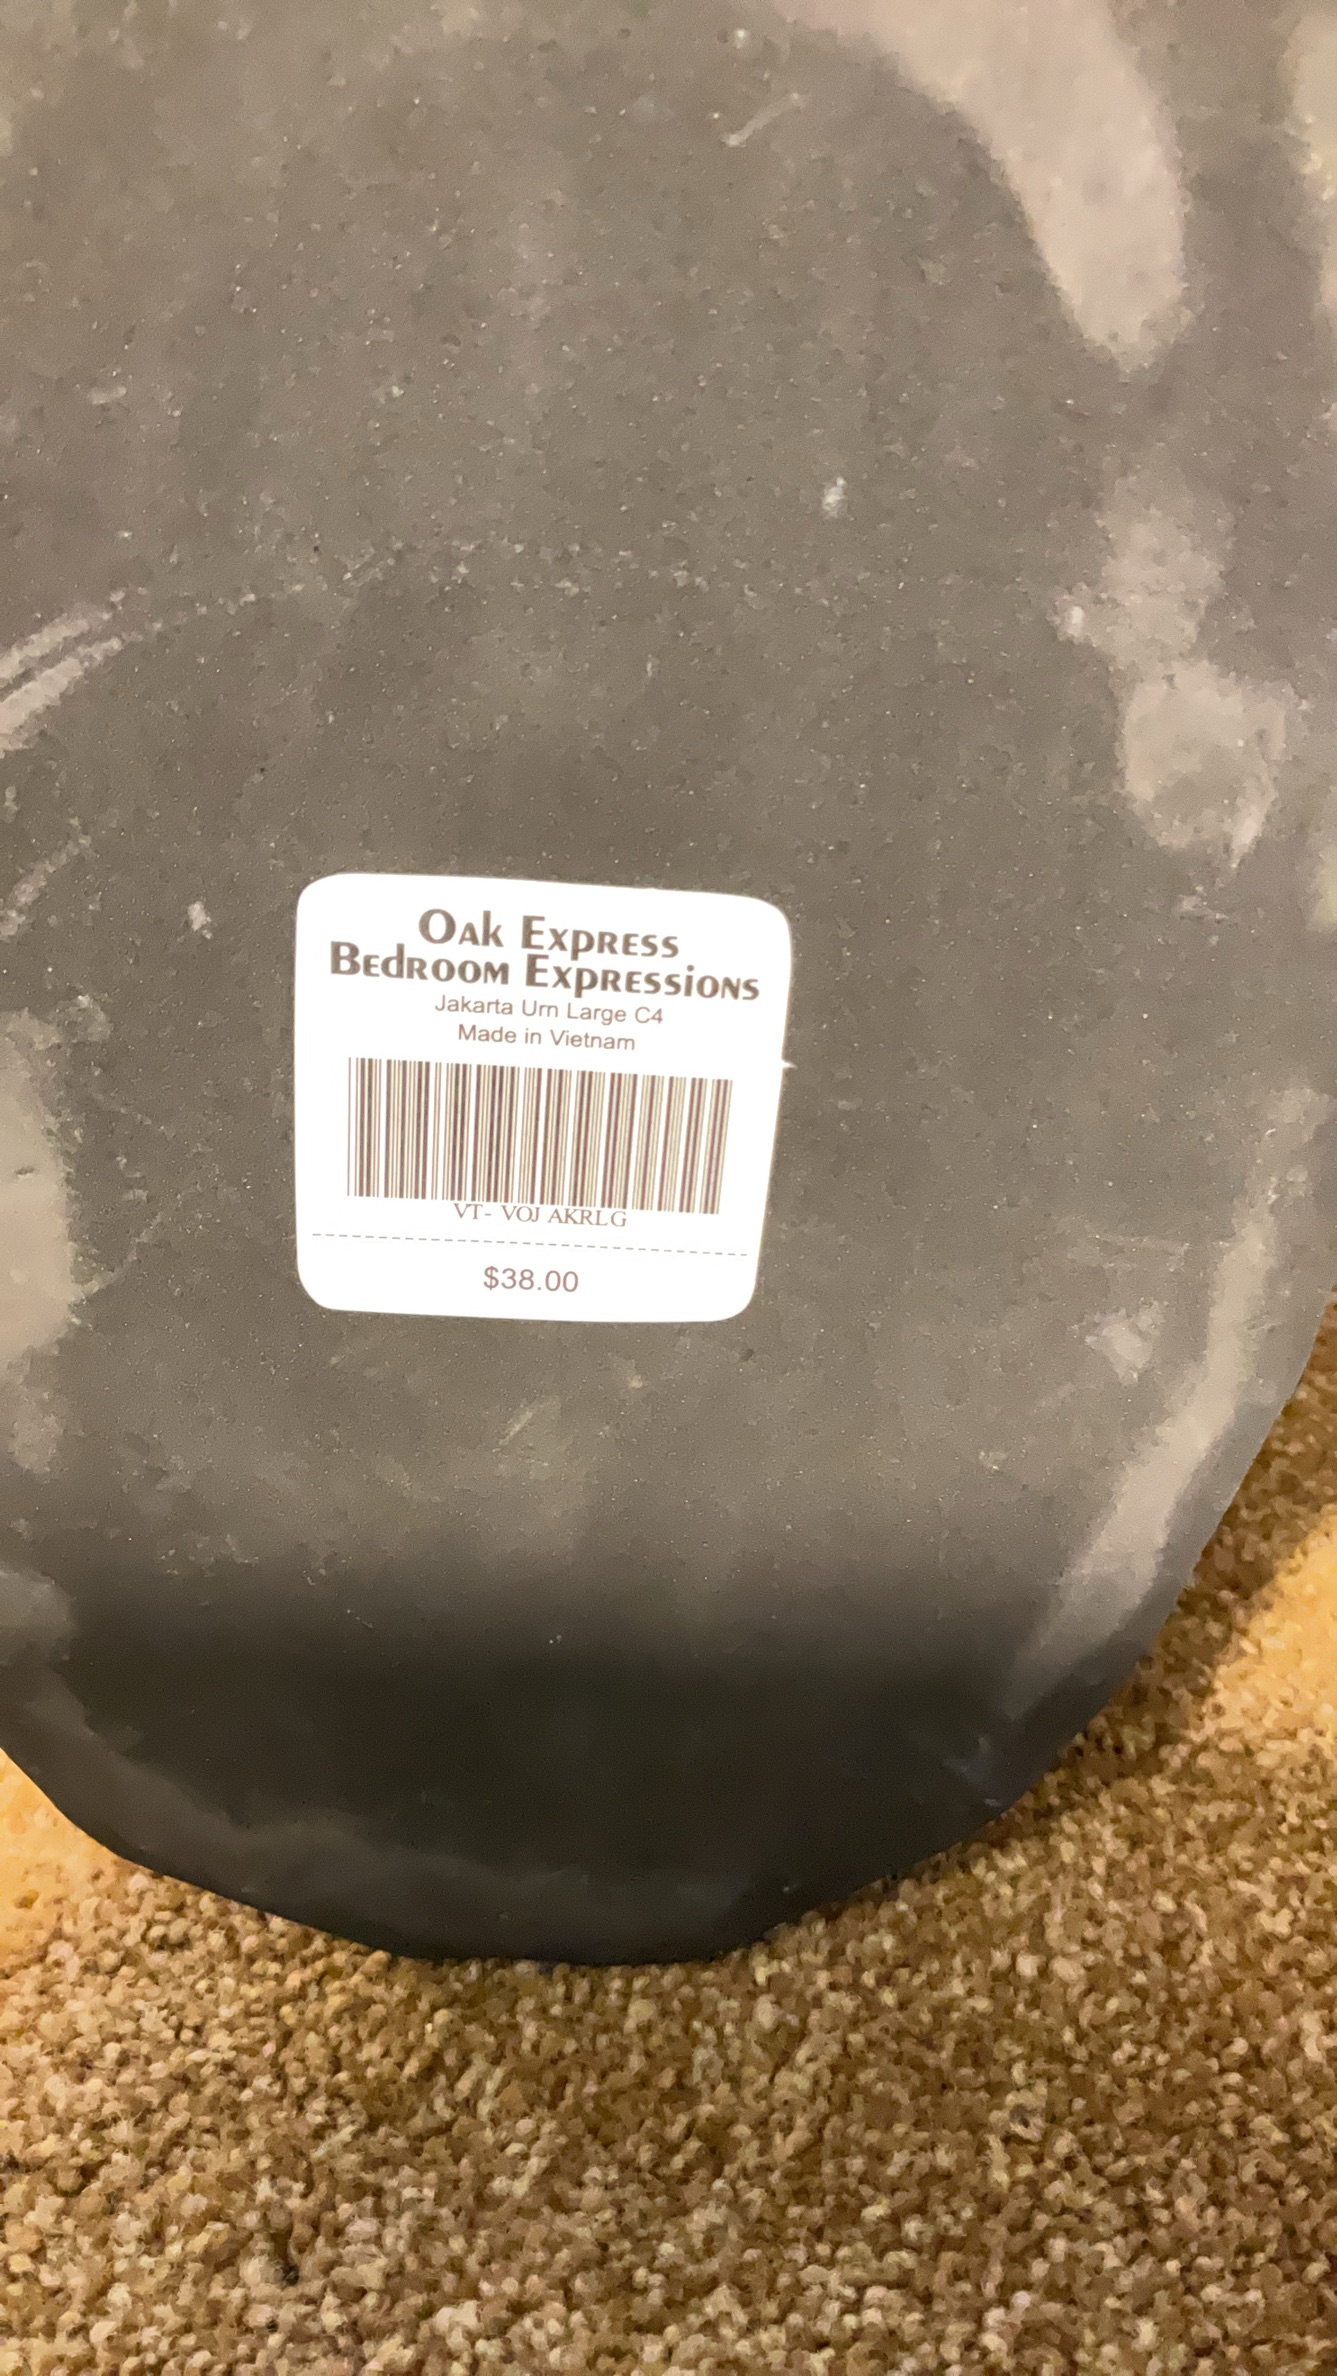 Oak Express
Bedroom Expressions
Jakarta Urn Large C4
Made in Vietnam
VT- VOJ AKRLG
$38.00